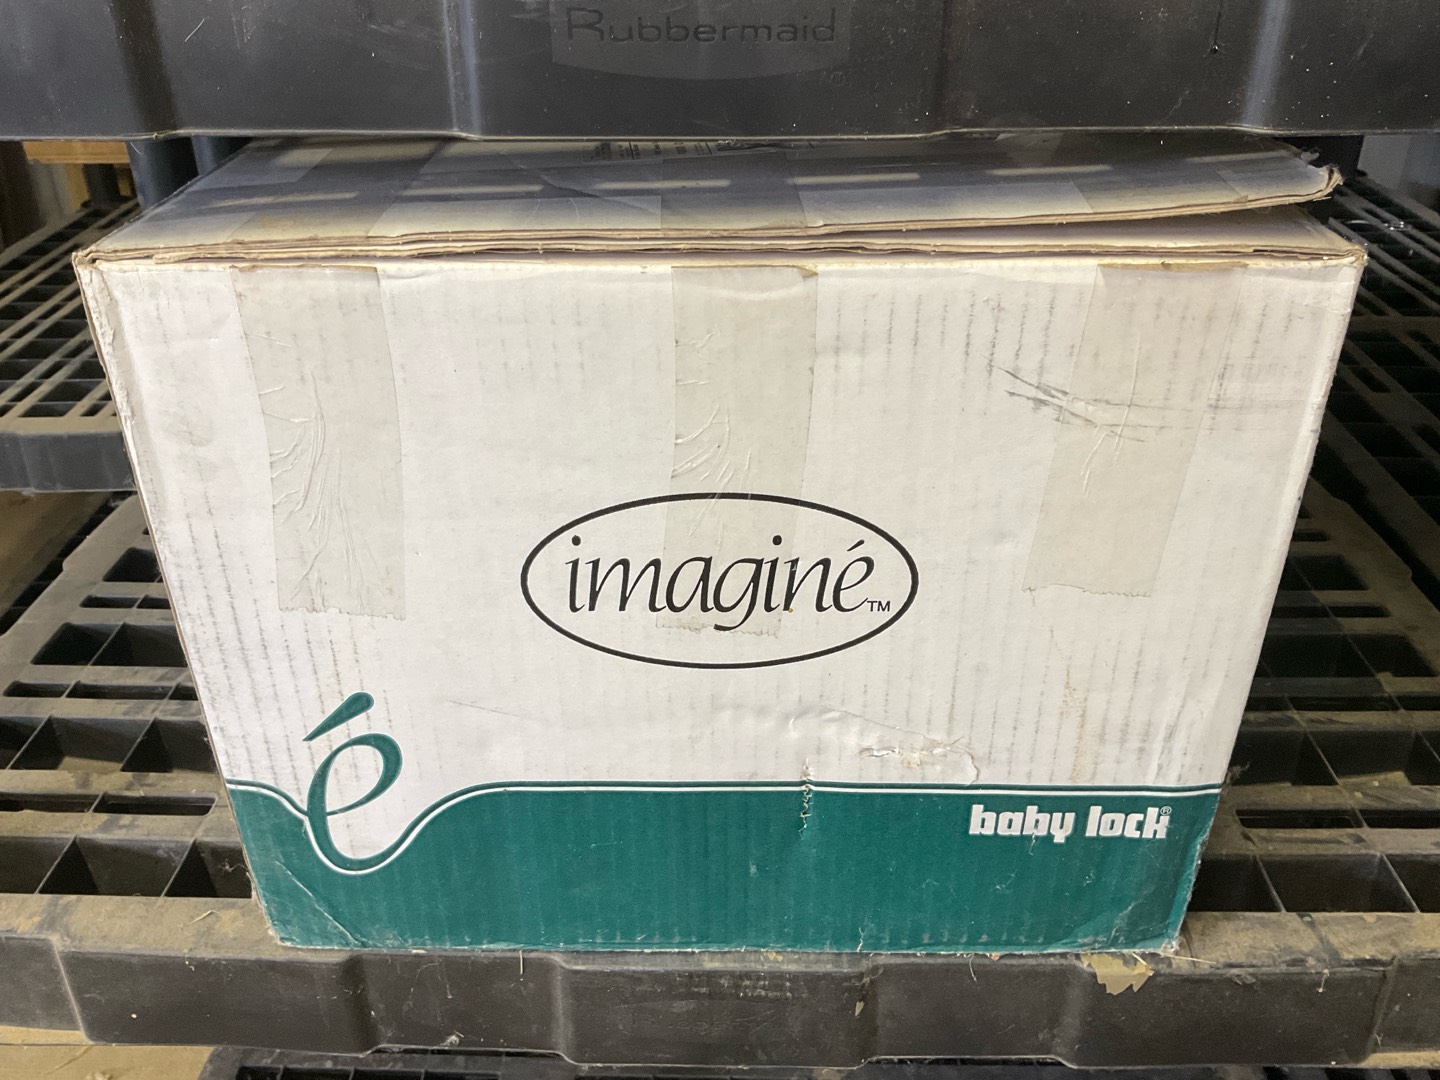 Rubbermaid
imaginé™
é
baby lock®